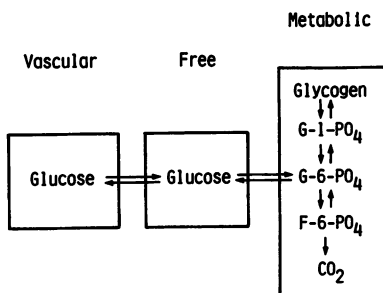 Metabolic
Vascular Free
Glycogen
G-1-PO4
Glucose Glucose G-6-PO4
F-6-PO4
CO2